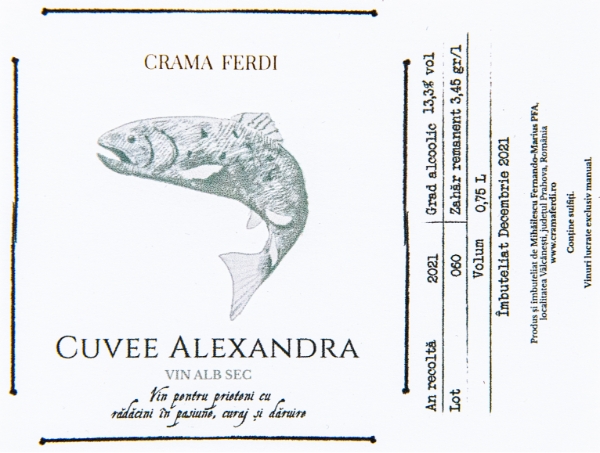 CRAMA FERDI
CUVEE ALEXANDRA
VIN ALB SEC
Vin pentru prieteni cu
rădăcini în pasiune, curaj și dăruire
An recoltă 2021 Grad alcoolic 13,3% vol
Lot 060 Zahăr remanent 3,45 gr/l
Volum 0,75 L
Îmbuteliat Decembrie 2021
Produs și imbuteliat de Mihăilescu Fernando-Marius PFA,
localitatea Vâlcănești, județul Prahova, România
www.cramaferdi.ro
Conține sulfiți.
Vinuri lucrate exclusiv manual.